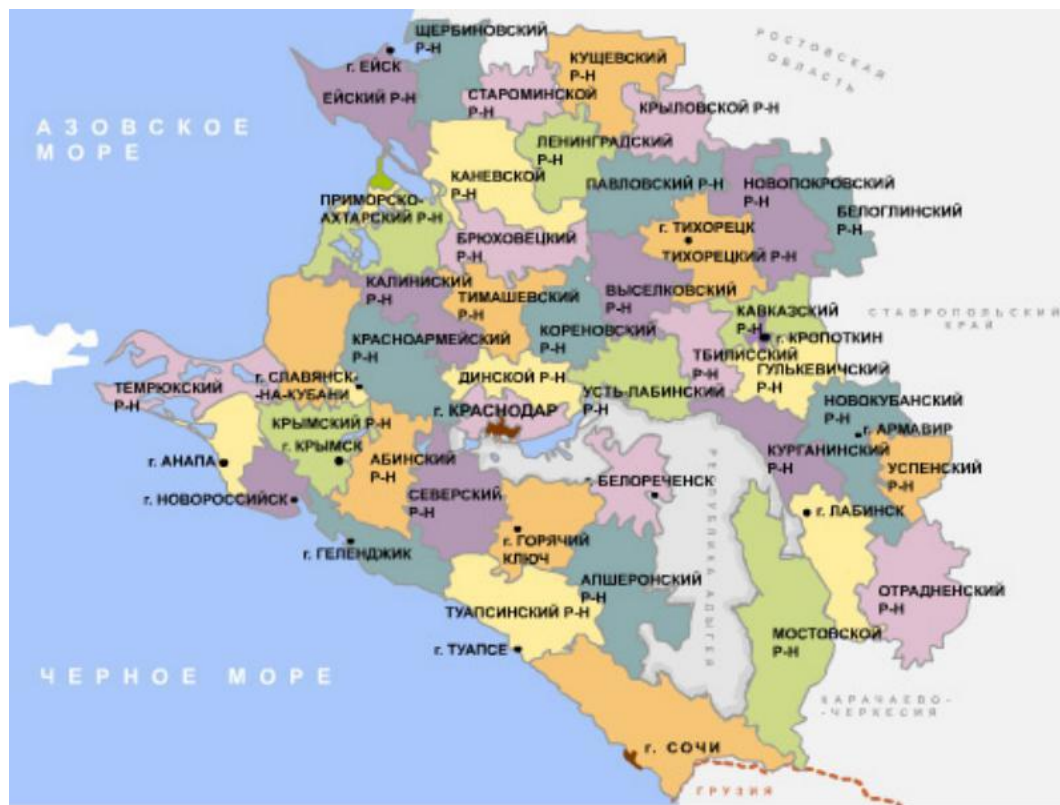 ЩЕРБИНОВСКИЙ
Р-Н
г. ЕЙСК
ЕЙСКИЙ Р-Н
КУЩЕВСКИЙ
Р-Н
РОСТОВСКАЯ
ОБЛАСТЬ
СТАРОМИНСКОЙ
Р-Н
КРЫЛОВСКОЙ Р-Н
АЗОВСКОЕ
МОРЕ
ЛЕНИНГРАДСКИЙ
Р-Н
КАНЕВСКОЙ
Р-Н
ПАВЛОВСКИЙ Р-Н
НОВОПОКРОВСКИЙ
Р-Н
ПРИМОРСКО-
АХТАРСКИЙ Р-Н
БЕЛОГЛИНСКИЙ
Р-Н
г. ТИХОРЕЦК
ТИХОРЕЦКИЙ Р-Н
БРЮХОВЕЦКИЙ
Р-Н
КАЛИНИСКИЙ
Р-Н
ТИМАШЕВСКИЙ
Р-Н
ВЫСЕЛКОВСКИЙ
Р-Н
КАВКАЗСКИЙ
Р-Н
СТАВРОПОЛЬСКИЙ
КРАЙ
КРАСНОАРМЕЙСКИЙ
Р-Н
КОРЕНОВСКИЙ
Р-Н
г. КРОПОТКИН
ТБИЛИССКИЙ
Р-Н
ГУЛЬКЕВИЧСКИЙ
Р-Н
ТЕМРЮКСКИЙ
Р-Н
г. СЛАВЯНСК-
НА-КУБАНИ
ДИНСКОЙ Р-Н
УСТЬ-ЛАБИНСКИЙ
Р-Н
НОВОКУБАНСКИЙ
Р-Н
г. КРАСНОДАР
КРЫМСКИЙ Р-Н
г. АРМАВИР
г. КРЫМСК
АБИНСКИЙ
Р-Н
КУРГАНИНСКИЙ
Р-Н
г. АНАПА
УСПЕНСКИЙ
Р-Н
г. БЕЛОРЕЧЕНСК
РЕСПУБЛИКА АДЫГЕЯ
г. НОВОРОССИЙСК
СЕВЕРСКИЙ
Р-Н
г. ЛАБИНСК
г. ГОРЯЧИЙ
КЛЮЧ
г. ГЕЛЕНДЖИК
АПШЕРОНСКИЙ
Р-Н
ОТРАДНЕНСКИЙ
Р-Н
ТУАПСИНСКИЙ Р-Н
МОСТОВСКОЙ
Р-Н
г. ТУАПСЕ
ЧЕРНОЕ МОРЕ
КАРАЧАЕВО-
-ЧЕРКЕСИЯ
г. СОЧИ
ГРУЗИЯ